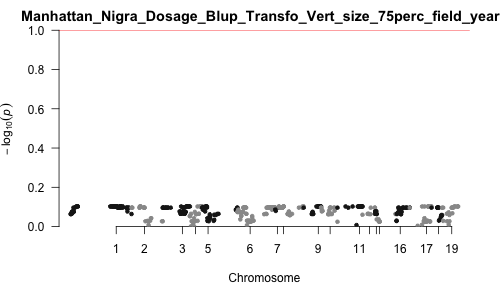 Manhattan_Nigra_Dosage_Blup_Transfo_Vert_size_75perc_field_year
− log₁₀(p)
1.0
0.8
0.6
0.4
0.2
0.0
1 2 3 5 6 7 9 11 16 17 19
Chromosome